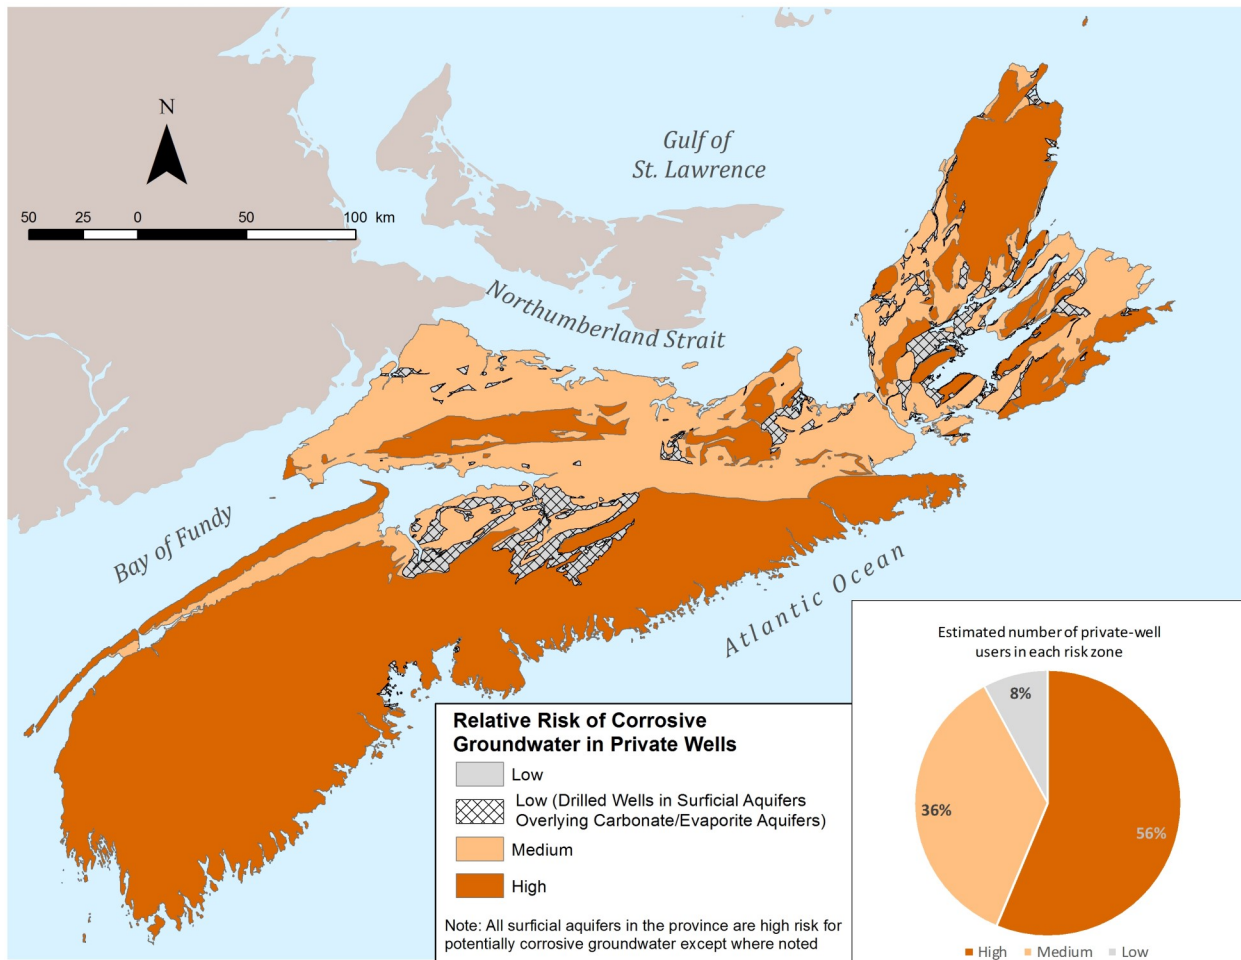 N
50 25 0 50 100 km
Gulf of
St. Lawrence
Northumberland Strait
Bay of Fundy
Atlantic Ocean
Relative Risk of Corrosive
Groundwater in Private Wells
Low
Low (Drilled Wells in Surficial Aquifers
Overlying Carbonate/Evaporite Aquifers)
Medium
High
Note: All surficial aquifers in the province are high risk for
potentially corrosive groundwater except where noted
Estimated number of private-well
users in each risk zone
8%
36%
56%
High Medium Low